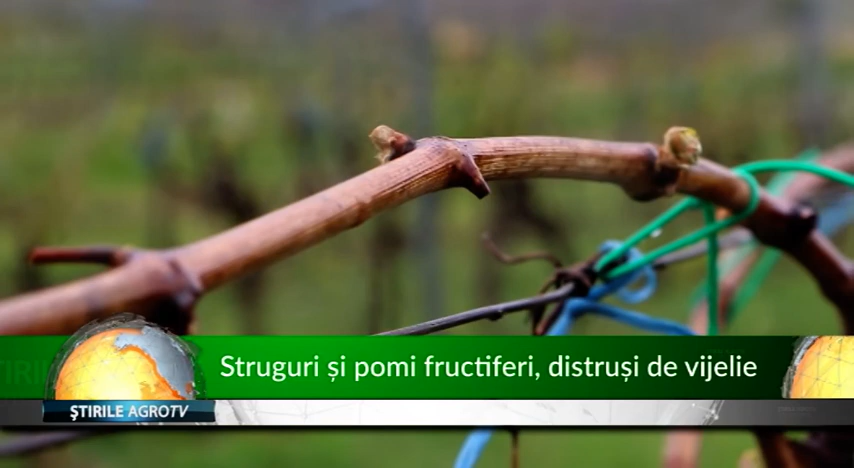 Struguri și pomi fructiferi, distruși de vijelie
ȘTIRILE AGROTV